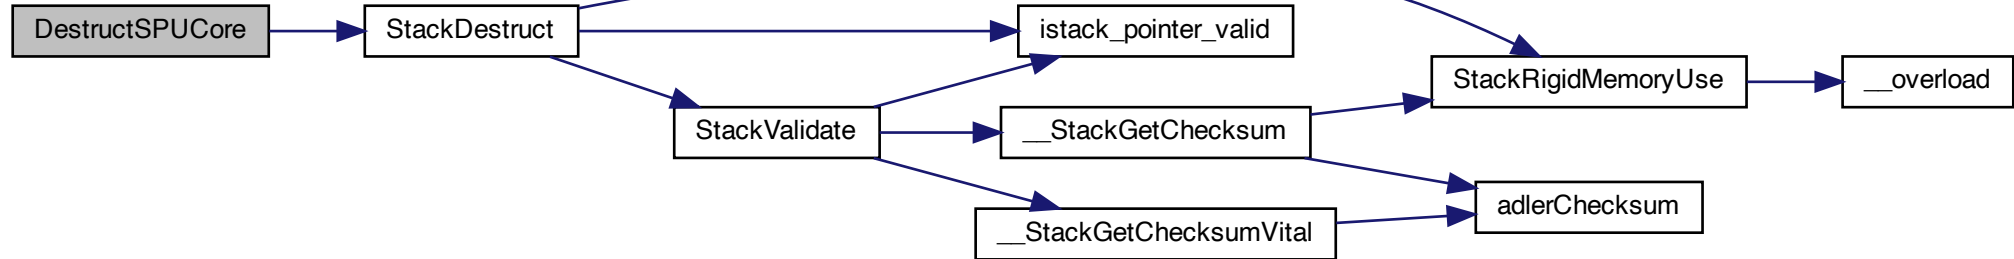 DestructSPUCore
StackDestruct
istack_pointer_valid
StackRigidMemoryUse
__overload
StackValidate
__StackGetChecksum
adlerChecksum
__StackGetChecksumVital